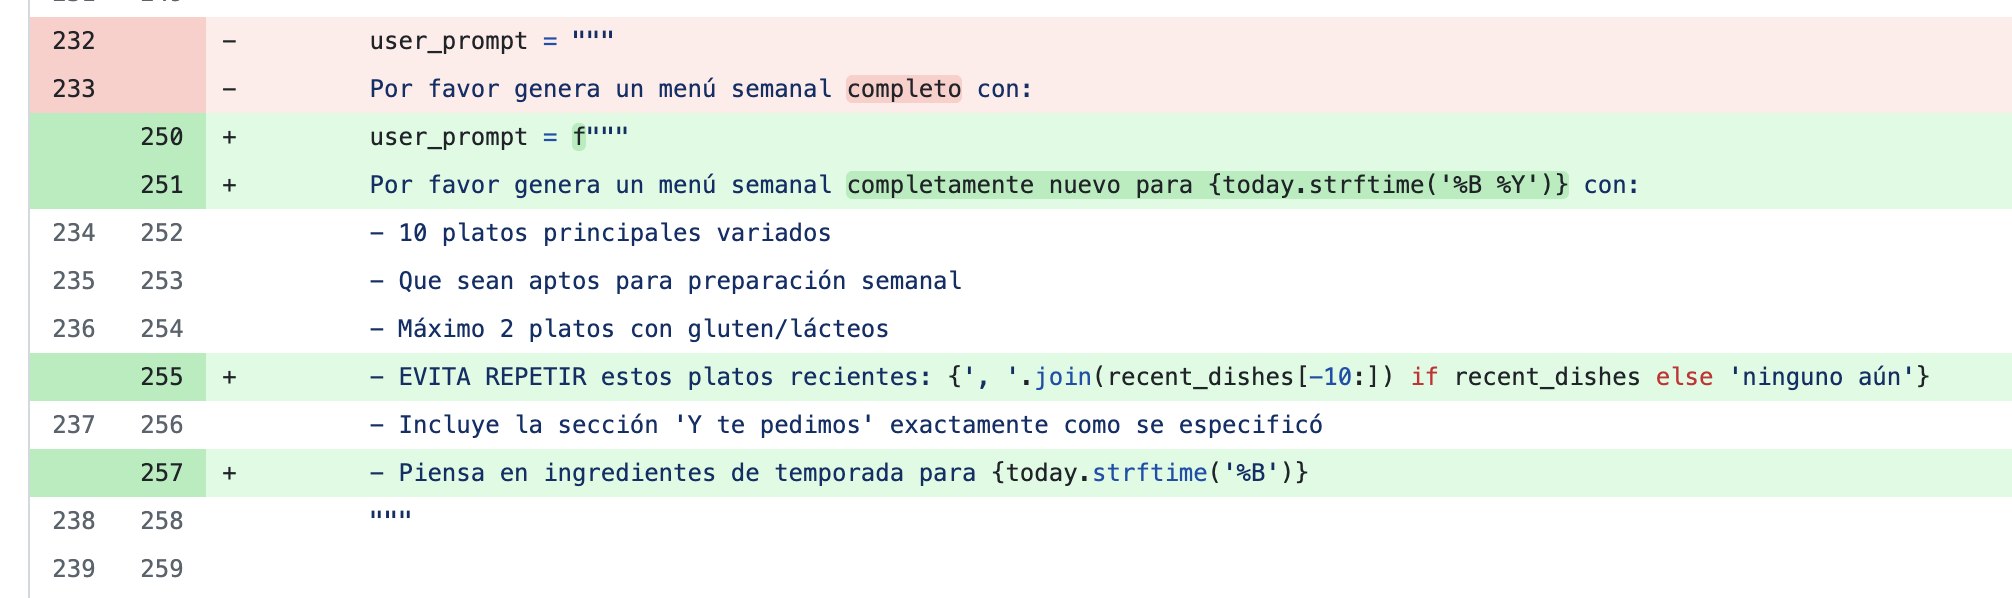 232 - user_prompt = """
233 - Por favor genera un menú semanal completo con:
250 + user_prompt = f"""
251 + Por favor genera un menú semanal completamente nuevo para {today.strftime('%B %Y')} con:
234 252 - 10 platos principales variados
235 253 - Que sean aptos para preparación semanal
236 254 - Máximo 2 platos con gluten/lácteos
255 + - EVITA REPETIR estos platos recientes: {', '.join(recent_dishes[-10:]) if recent_dishes else 'ninguno aún'}
237 256 - Incluye la sección 'Y te pedimos' exactamente como se especificó
257 + - Piensa en ingredientes de temporada para {today.strftime('%B')}
238 258 """
239 259